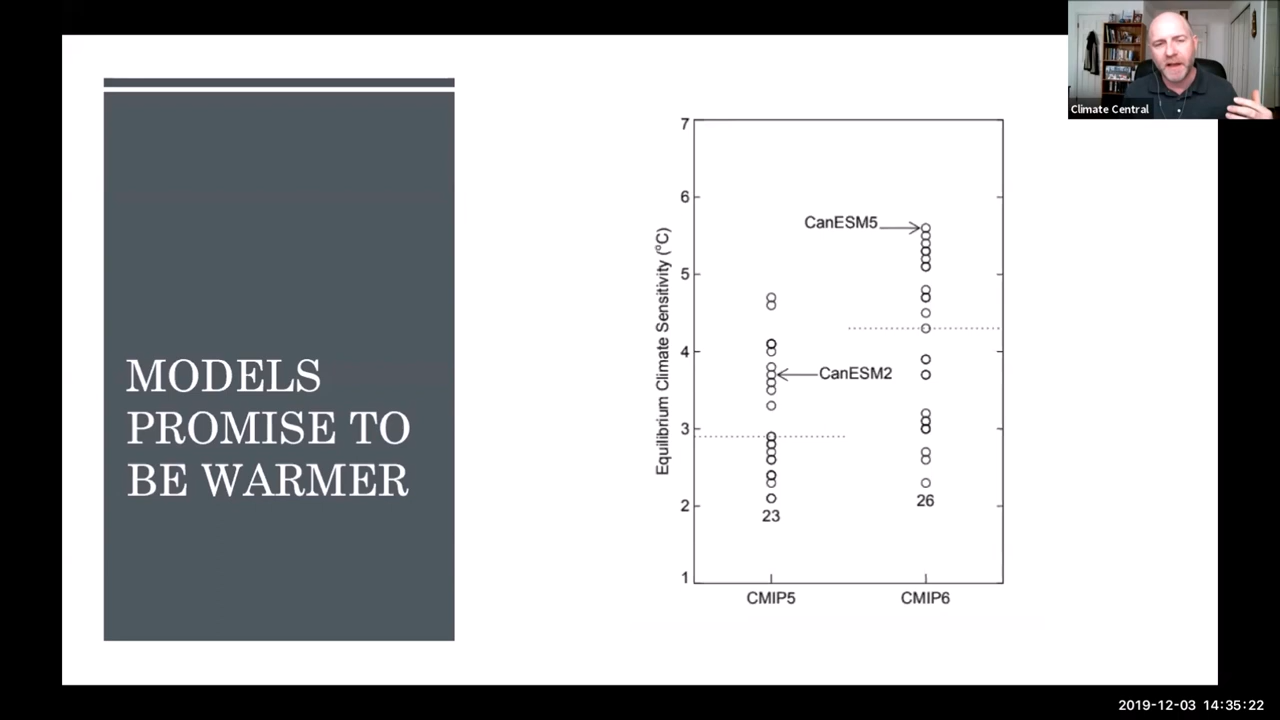 Climate Central
MODELS
PROMISE TO
BE WARMER
Equilibrium Climate Sensitivity (°C)
7
6
5
4
3
2
1
CanESM5
CanESM2
23
26
CMIP5
CMIP6
2019-12-03 14:35:22